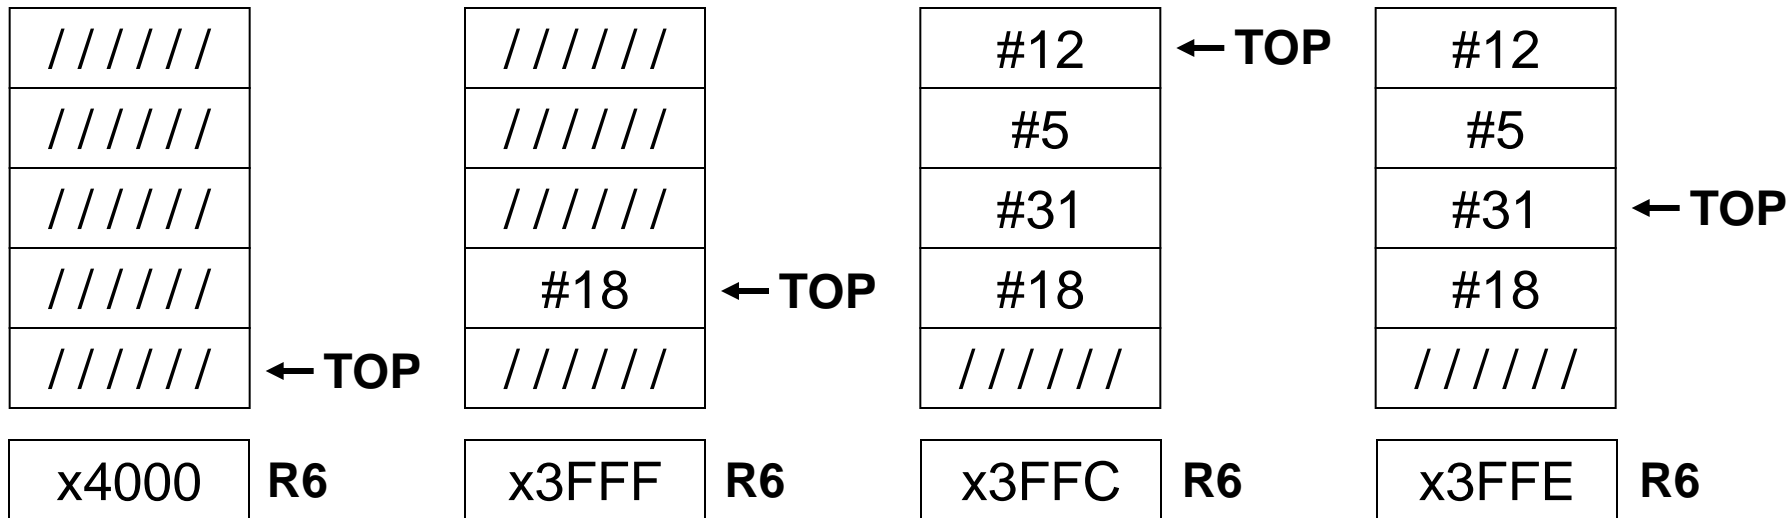 / / / / / / / / / / / / #12 ← TOP #12
/ / / / / / / / / / / / #5 #5
/ / / / / / / / / / / / #31 #31 ← TOP
/ / / / / / #18 ← TOP #18 #18
/ / / / / / ← TOP / / / / / / / / / / / / / / / / / /
x4000 R6 x3FFF R6 x3FFC R6 x3FFE R6